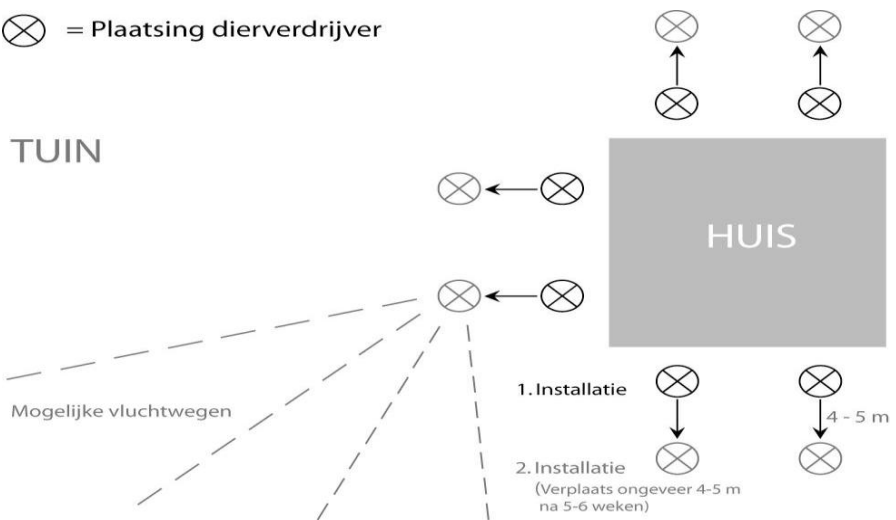 = Plaatsing dierverdrijver
TUIN
HUIS
Mogelijke vluchtwegen
1. Installatie
4 - 5 m
2. Installatie
(Verplaats ongeveer 4-5 m
na 5-6 weken)